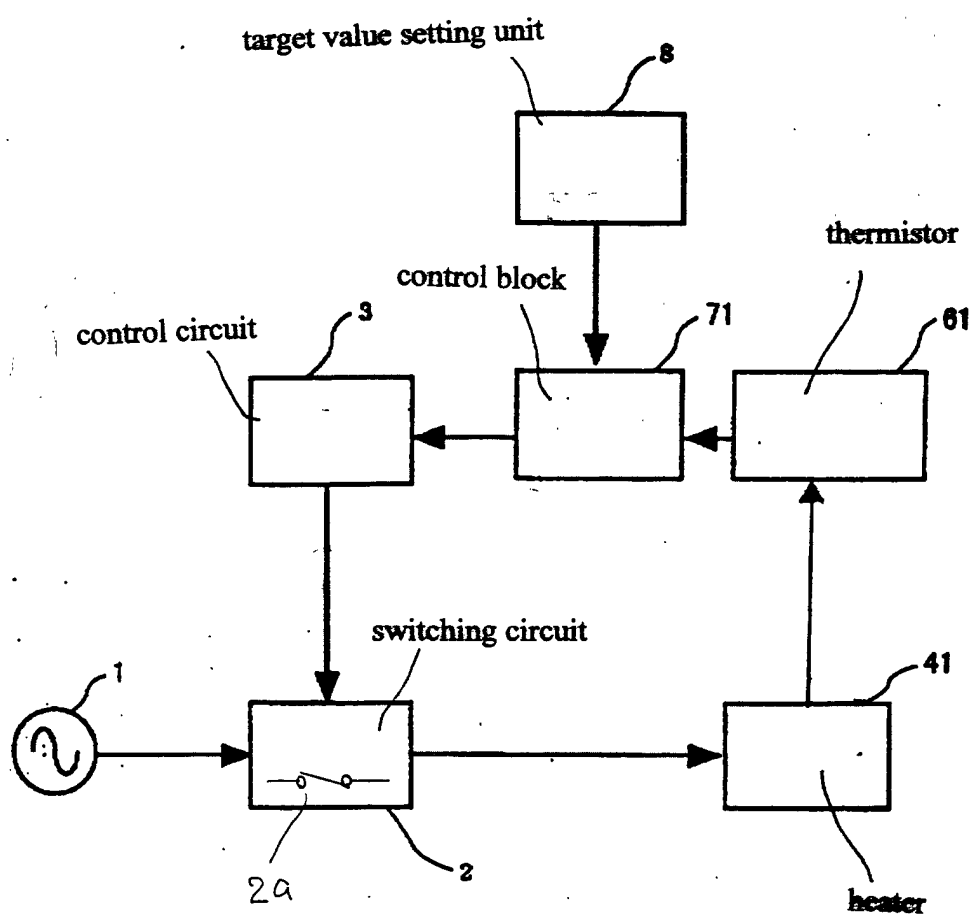 target value setting unit
8
thermistor
control block
71
61
control circuit
3
switching circuit
41
1
2
2a
heater